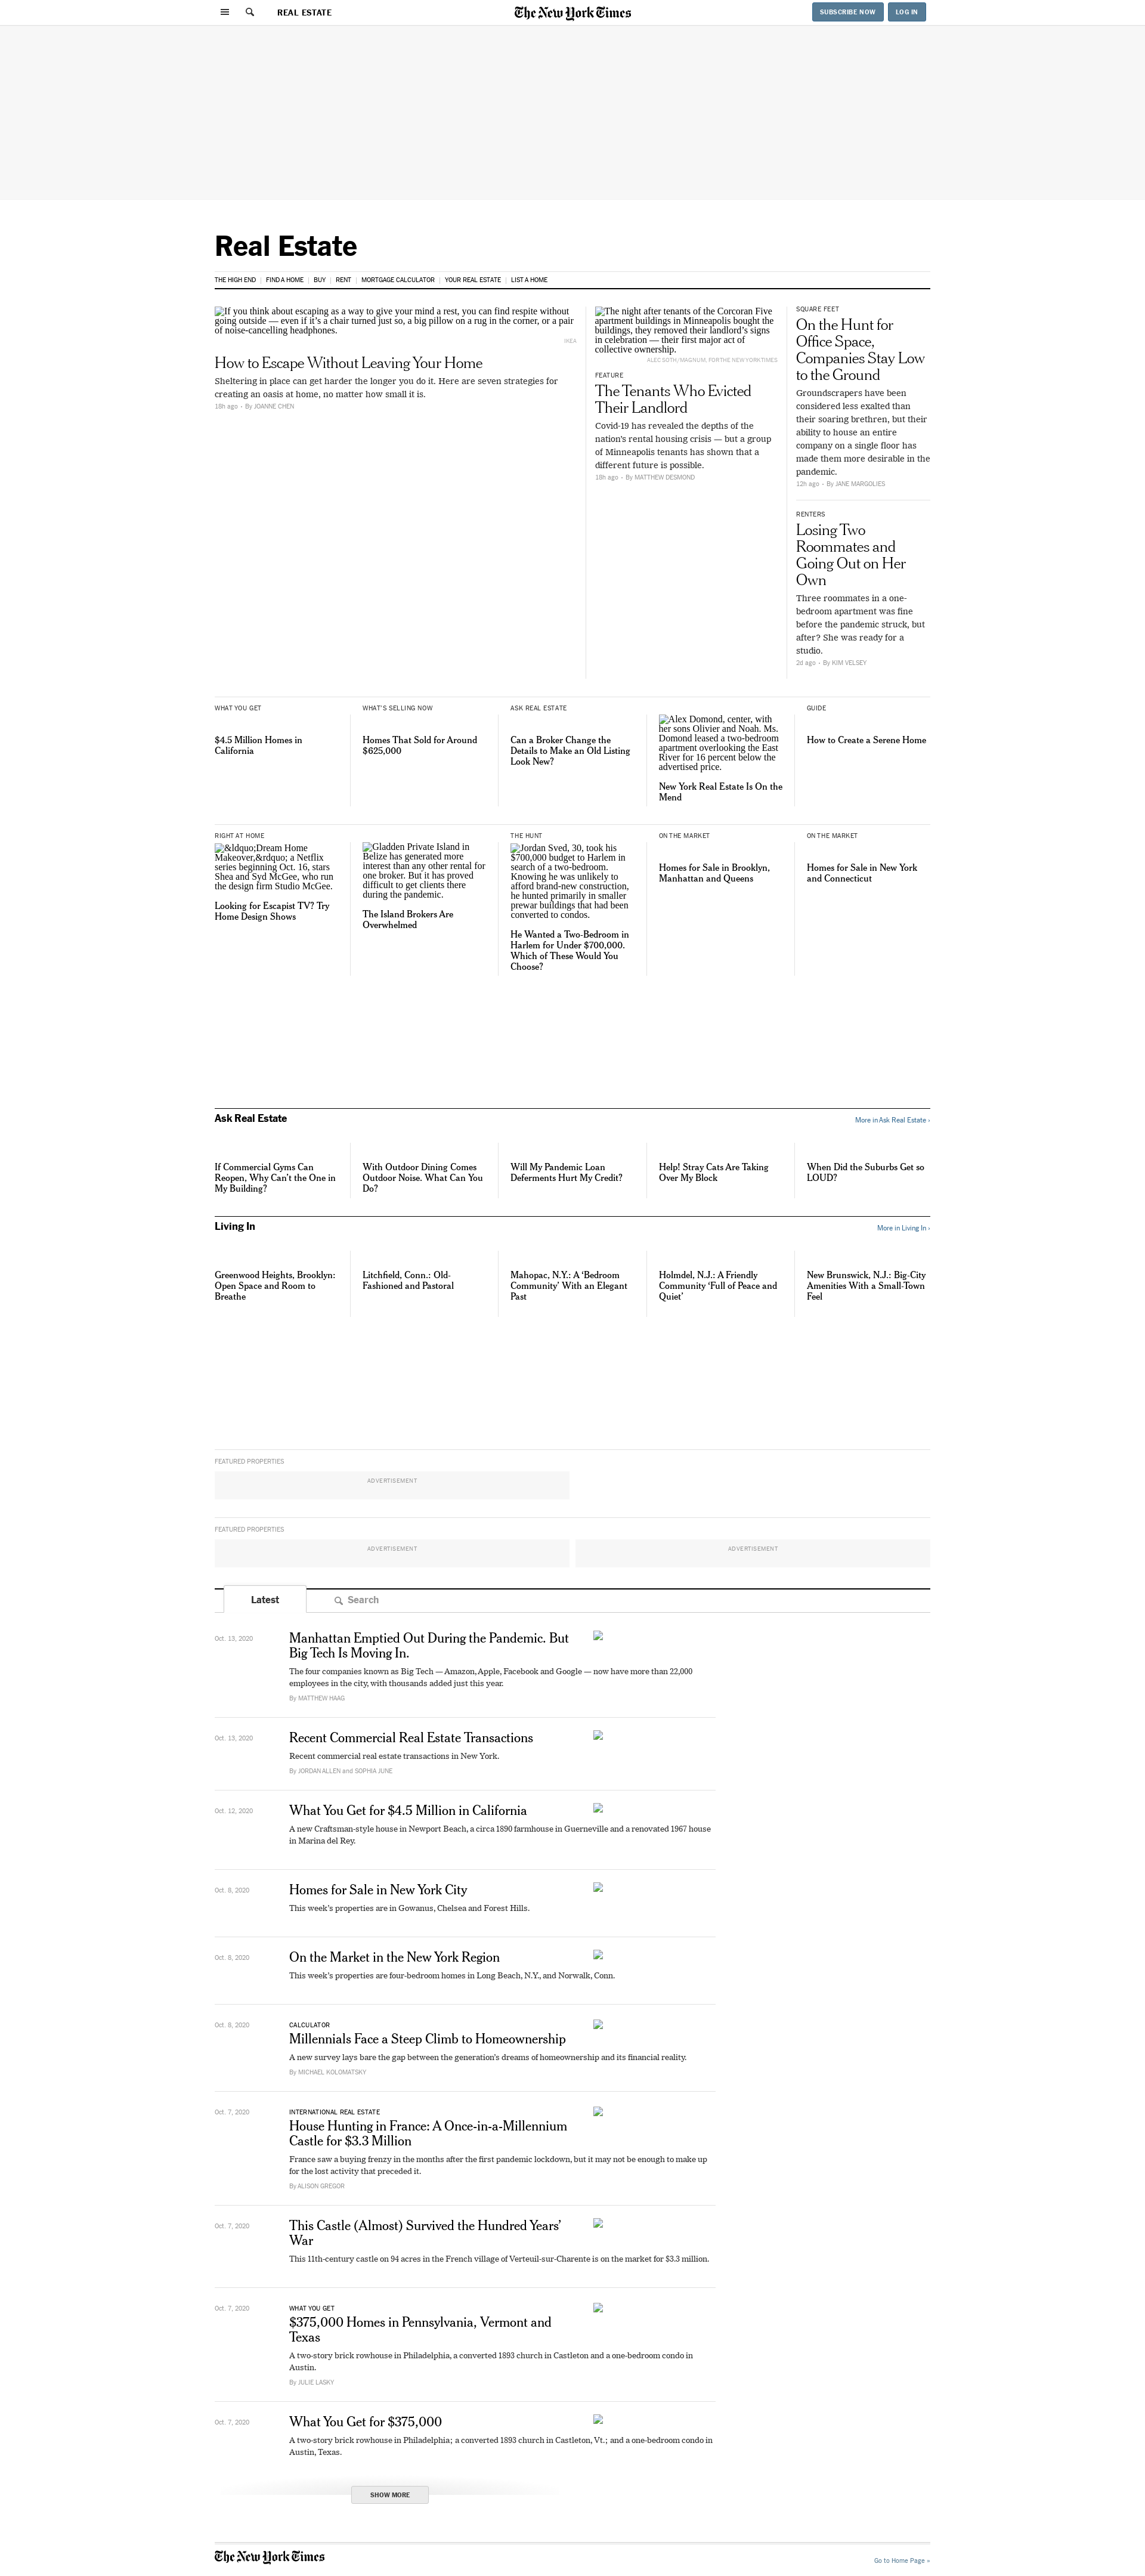 REAL ESTATE
The New York Times
SUBSCRIBE NOW
LOG IN
Real Estate
THE HIGH END | FIND A HOME | BUY | RENT | MORTGAGE CALCULATOR | YOUR REAL ESTATE | LIST A HOME
If you think about escaping as a way to give your mind a rest, you can find respite without
going outside — even if it’s a chair turned just so, a big pillow on a rug in the corner, or a pair
of noise-cancelling headphones.
IKEA
How to Escape Without Leaving Your Home
Sheltering in place can get harder the longer you do it. Here are seven strategies for
creating an oasis at home, no matter how small it is.
18h ago • By JOANNE CHEN
The night after tenants of the Corcoran Five
apartment buildings in Minneapolis bought the
buildings, they removed their landlord’s signs
in celebration — their first major act of
collective ownership.
ALEC SOTH/MAGNUM, FOR THE NEW YORK TIMES
FEATURE
The Tenants Who Evicted
Their Landlord
Covid-19 has revealed the depths of the
nation’s rental housing crisis — but a group
of Minneapolis tenants has shown that a
different future is possible.
18h ago • By MATTHEW DESMOND
SQUARE FEET
On the Hunt for
Office Space,
Companies Stay Low
to the Ground
Groundscrapers have been
considered less exalted than
their soaring brethren, but their
ability to house an entire
company on a single floor has
made them more desirable in the
pandemic.
12h ago • By JANE MARGOLIES
RENTERS
Losing Two
Roommates and
Going Out on Her
Own
Three roommates in a one-
bedroom apartment was fine
before the pandemic struck, but
after? She was ready for a
studio.
2d ago • By KIM VELSEY
WHAT YOU GET
$4.5 Million Homes in
California
WHAT’S SELLING NOW
Homes That Sold for Around
$625,000
ASK REAL ESTATE
Can a Broker Change the
Details to Make an Old Listing
Look New?
Alex Domond, center, with
her sons Olivier and Noah. Ms.
Domond leased a two-bedroom
apartment overlooking the East
River for 16 percent below the
advertised price.
New York Real Estate Is On the
Mend
GUIDE
How to Create a Serene Home
RIGHT AT HOME
&ldquo;Dream Home
Makeover,&rdquo; a Netflix
series beginning Oct. 16, stars
Shea and Syd McGee, who run
the design firm Studio McGee.
Looking for Escapist TV? Try
Home Design Shows
Gladden Private Island in
Belize has generated more
interest than any other rental for
one broker. But it has proved
difficult to get clients there
during the pandemic.
The Island Brokers Are
Overwhelmed
THE HUNT
Jordan Sved, 30, took his
$700,000 budget to Harlem in
search of a two-bedroom.
Knowing he was unlikely to
afford brand-new construction,
he hunted primarily in smaller
prewar buildings that had been
converted to condos.
He Wanted a Two-Bedroom in
Harlem for Under $700,000.
Which of These Would You
Choose?
ON THE MARKET
Homes for Sale in Brooklyn,
Manhattan and Queens
ON THE MARKET
Homes for Sale in New York
and Connecticut
Ask Real Estate
More in Ask Real Estate ›
If Commercial Gyms Can
Reopen, Why Can’t the One in
My Building?
With Outdoor Dining Comes
Outdoor Noise. What Can You
Do?
Will My Pandemic Loan
Deferments Hurt My Credit?
Help! Stray Cats Are Taking
Over My Block
When Did the Suburbs Get so
LOUD?
Living In
More in Living In ›
Greenwood Heights, Brooklyn:
Open Space and Room to
Breathe
Litchfield, Conn.: Old-
Fashioned and Pastoral
Mahopac, N.Y.: A ‘Bedroom
Community’ With an Elegant
Past
Holmdel, N.J.: A Friendly
Community ‘Full of Peace and
Quiet’
New Brunswick, N.J.: Big-City
Amenities With a Small-Town
Feel
FEATURED PROPERTIES
ADVERTISEMENT
FEATURED PROPERTIES
ADVERTISEMENT
ADVERTISEMENT
Latest
Search
Oct. 13, 2020
Manhattan Emptied Out During the Pandemic. But
Big Tech Is Moving In.
The four companies known as Big Tech — Amazon, Apple, Facebook and Google — now have more than 22,000
employees in the city, with thousands added just this year.
By MATTHEW HAAG
Oct. 13, 2020
Recent Commercial Real Estate Transactions
Recent commercial real estate transactions in New York.
By JORDAN ALLEN and SOPHIA JUNE
Oct. 12, 2020
What You Get for $4.5 Million in California
A new Craftsman-style house in Newport Beach, a circa 1890 farmhouse in Guerneville and a renovated 1967 house
in Marina del Rey.
Oct. 8, 2020
Homes for Sale in New York City
This week’s properties are in Gowanus, Chelsea and Forest Hills.
Oct. 8, 2020
On the Market in the New York Region
This week’s properties are four-bedroom homes in Long Beach, N.Y., and Norwalk, Conn.
Oct. 8, 2020
CALCULATOR
Millennials Face a Steep Climb to Homeownership
A new survey lays bare the gap between the generation’s dreams of homeownership and its financial reality.
By MICHAEL KOLOMATSKY
Oct. 7, 2020
INTERNATIONAL REAL ESTATE
House Hunting in France: A Once-in-a-Millennium
Castle for $3.3 Million
France saw a buying frenzy in the months after the first pandemic lockdown, but it may not be enough to make up
for the lost activity that preceded it.
By ALISON GREGOR
Oct. 7, 2020
This Castle (Almost) Survived the Hundred Years’
War
This 11th-century castle on 94 acres in the French village of Verteuil-sur-Charente is on the market for $3.3 million.
Oct. 7, 2020
WHAT YOU GET
$375,000 Homes in Pennsylvania, Vermont and
Texas
A two-story brick rowhouse in Philadelphia, a converted 1893 church in Castleton and a one-bedroom condo in
Austin.
By JULIE LASKY
Oct. 7, 2020
What You Get for $375,000
A two-story brick rowhouse in Philadelphia; a converted 1893 church in Castleton, Vt.; and a one-bedroom condo in
Austin, Texas.
SHOW MORE
The New York Times
Go to Home Page »